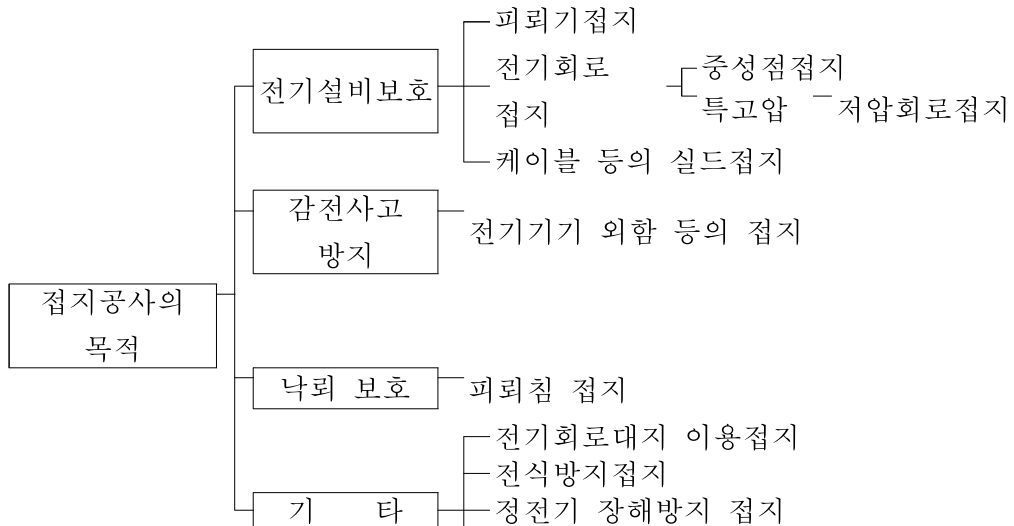 피뢰기접지
전기설비보호
전기회로
접지
중성점접지
특고압
저압회로접지
케이블 등의 실드접지
감전사고
방지
전기기기 외함 등의 접지
접지공사의
목적
낙뢰 보호
피뢰침 접지
전기회로대지 이용접지
전식방지접지
기 타
정전기 장해방지 접지